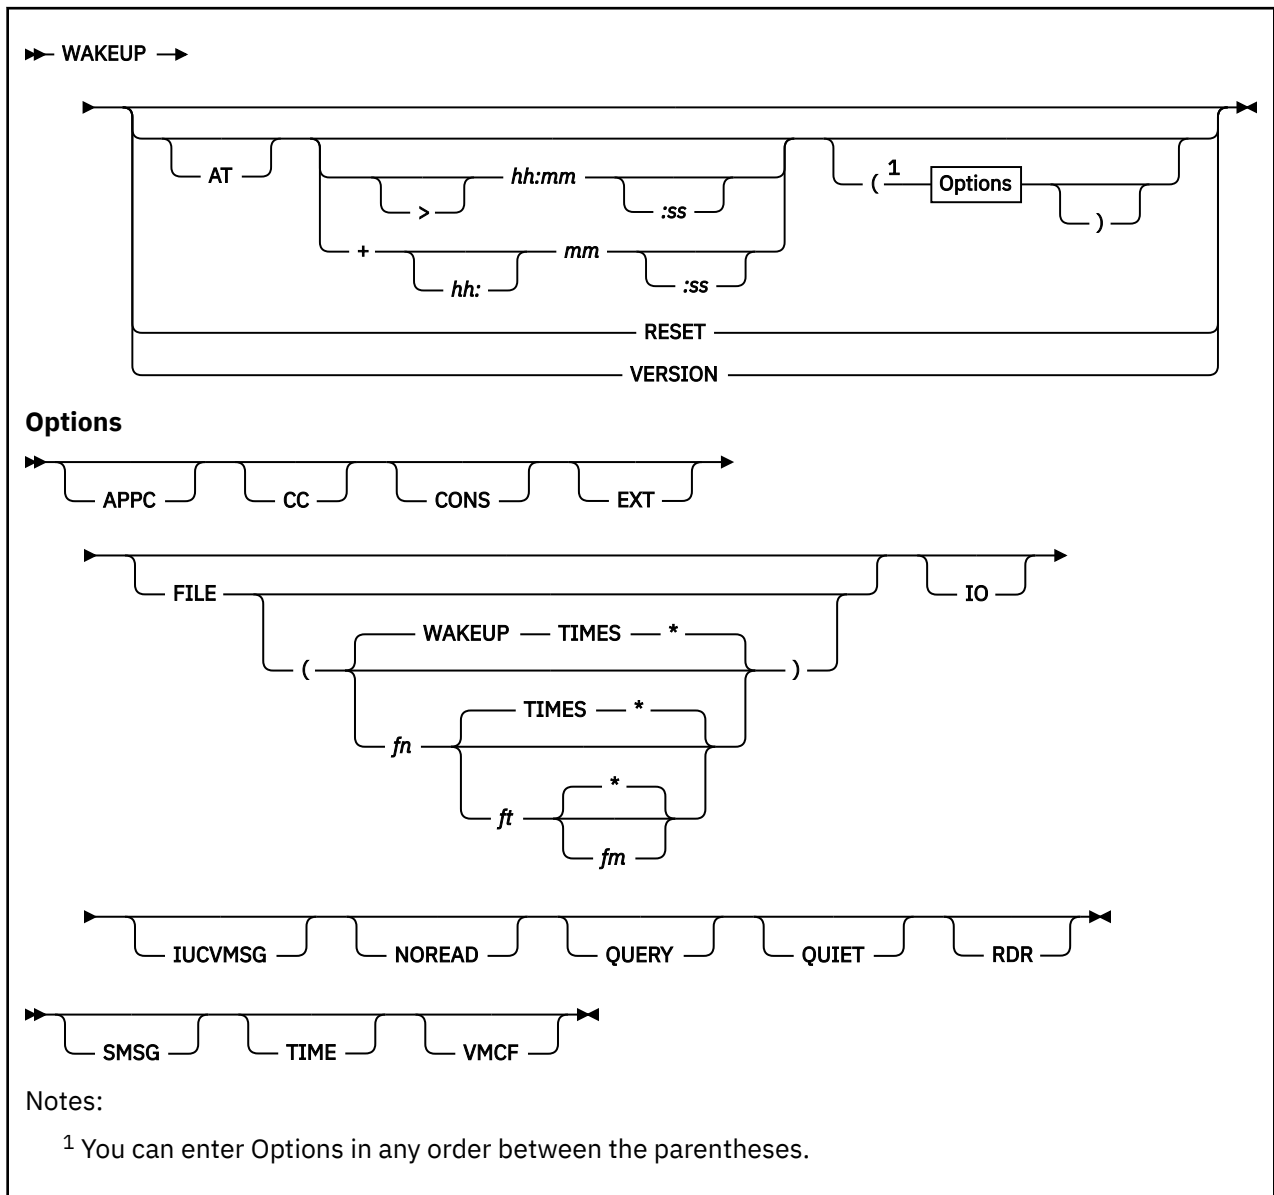 WAKEUP
AT > hh:mm :ss ( 1 Options )
+ hh: mm :ss
RESET
VERSION
Options
APPC CC CONS EXT
FILE IO
( WAKEUP TIMES * )
TIMES *
fn
*
ft
fm
IUCVMSG NOREAD QUERY QUIET RDR
SMSG TIME VMCF
Notes:
1 You can enter Options in any order between the parentheses.